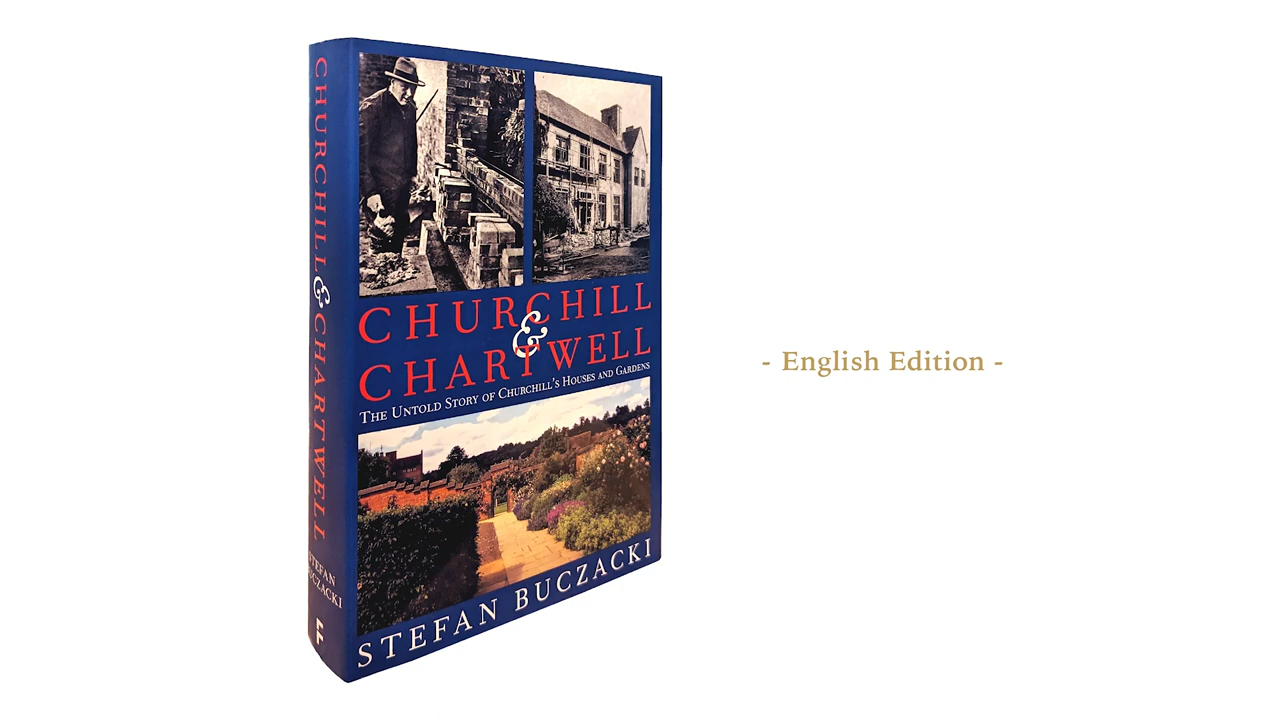 CHURCHILL & CHARTWELL
STEFAN
BUCZACKI
F
CHURCHILL
&
CHARTWELL
THE UNTOLD STORY OF CHURCHILL'S HOUSES AND GARDENS
STEFAN BUCZACKI
- English Edition -